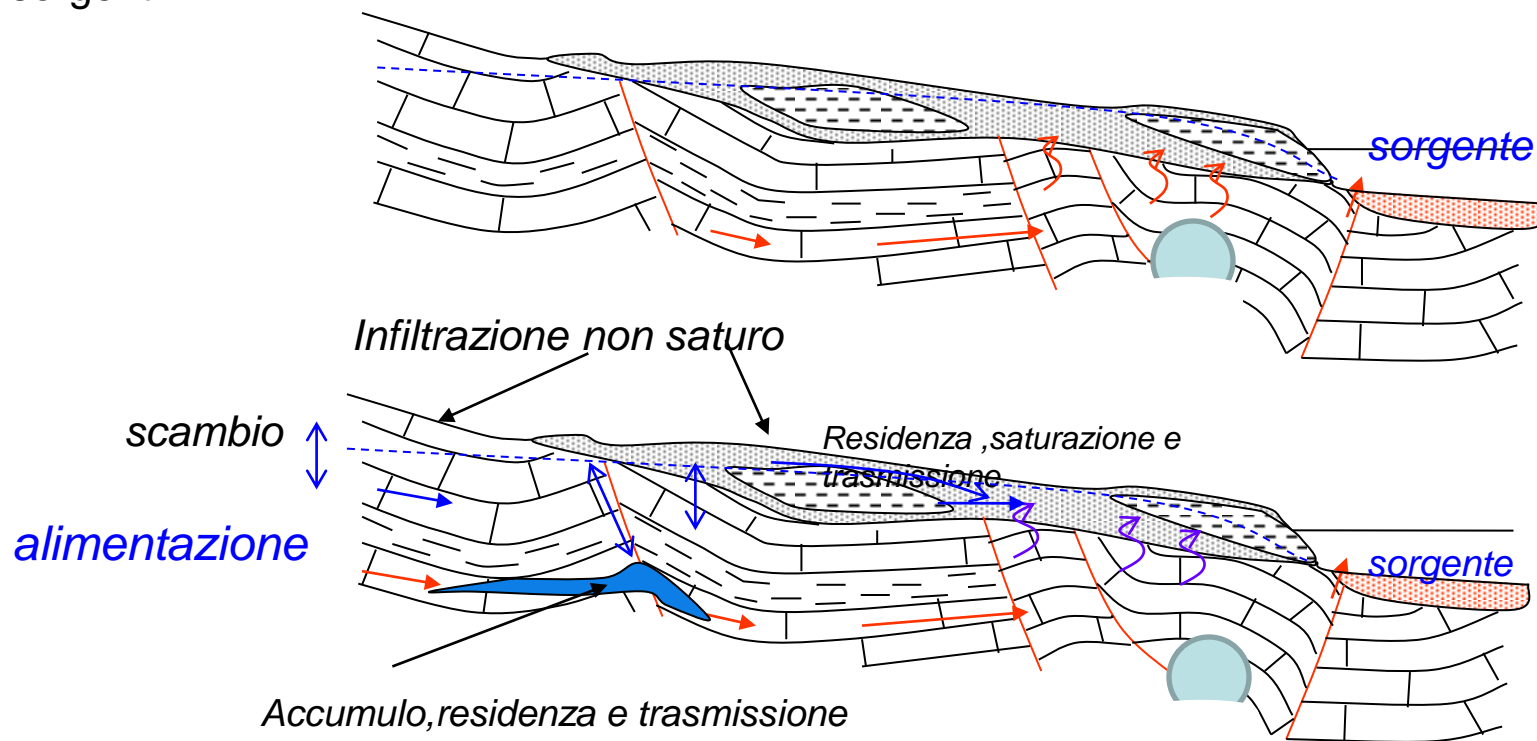 sorgente
Infiltrazione non saturo
scambio
Residenza ,saturazione e
trasmissione
alimentazione
sorgente
Accumulo,residenza e trasmissione